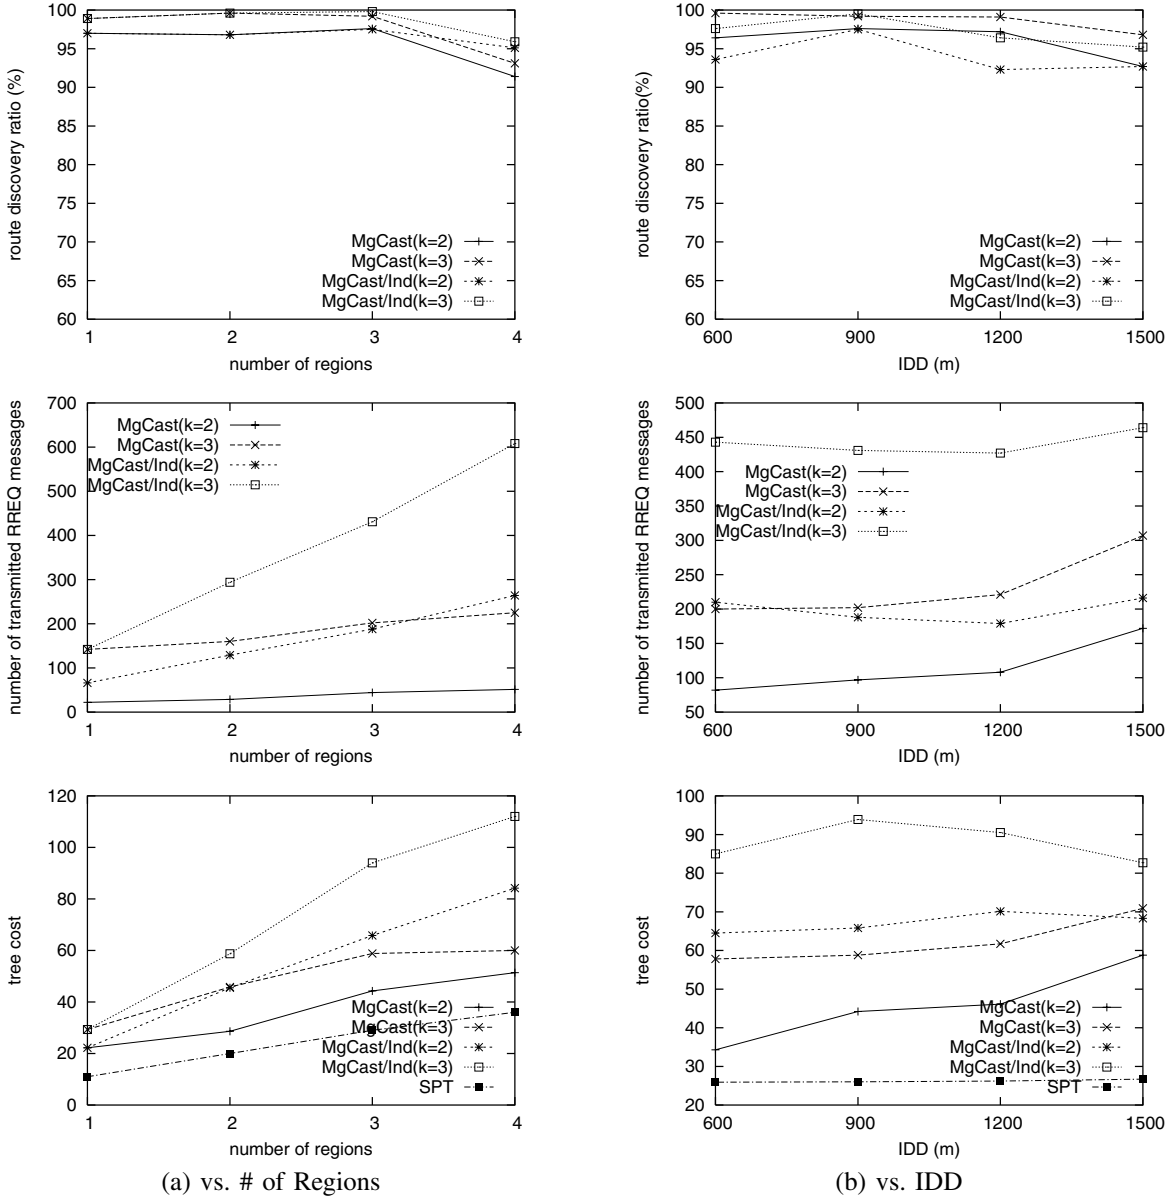 100
95
90
85
80
75
70
65
60
route discovery ratio (%)
MgCast(k=2)
MgCast(k=3)
MgCast/Ind(k=2)
MgCast/Ind(k=3)
1
2
3
4
number of regions
100
95
90
85
80
75
70
65
60
route discovery ratio(%)
MgCast(k=2)
MgCast(k=3)
MgCast/Ind(k=2)
MgCast/Ind(k=3)
600
900
1200
1500
IDD (m)
700
600
500
400
300
200
100
0
number of transmitted RREQ messages
MgCast(k=2)
MgCast(k=3)
MgCast/Ind(k=2)
MgCast/Ind(k=3)
1
2
3
4
number of regions
500
450
400
350
300
250
200
150
100
50
number of transmitted RREQ messages
MgCast(k=2)
MgCast(k=3)
MgCast/Ind(k=2)
MgCast/Ind(k=3)
600
900
1200
1500
IDD (m)
120
100
80
60
40
20
0
tree cost
MgCast(k=2)
MgCast(k=3)
MgCast/Ind(k=2)
MgCast/Ind(k=3)
SPT
1
2
3
4
number of regions
100
90
80
70
60
50
40
30
20
tree cost
MgCast(k=2)
MgCast(k=3)
MgCast/Ind(k=2)
MgCast/Ind(k=3)
SPT
600
900
1200
1500
IDD (m)
(a) vs. # of Regions
(b) vs. IDD